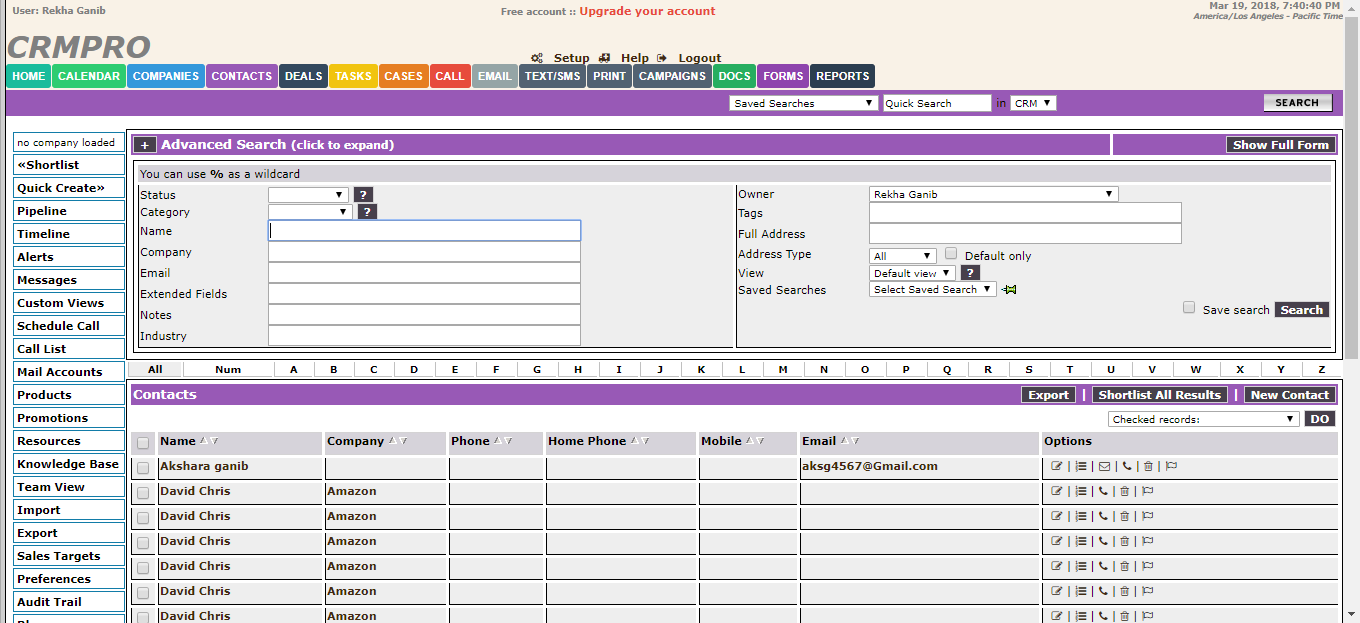 User: Rekha Ganib
Free account :: Upgrade your account
Mar 19, 2018, 7:40:40 PM
America/Los Angeles - Pacific Time
CRMPRO
Setup Help Logout
HOME CALENDAR COMPANIES CONTACTS DEALS TASKS CASES CALL EMAIL TEXT/SMS PRINT CAMPAIGNS DOCS FORMS REPORTS
Saved Searches Quick Search in CRM SEARCH
no company loaded
«Shortlist
Quick Create»
Pipeline
Timeline
Alerts
Messages
Custom Views
Schedule Call
Call List
Mail Accounts
Products
Promotions
Resources
Knowledge Base
Team View
Import
Export
Sales Targets
Preferences
Audit Trail
+ Advanced Search (click to expand) Show Full Form
You can use % as a wildcard
Status ?
Category ?
Name
Company
Email
Extended Fields
Notes
Industry
Owner Rekha Ganib
Tags
Full Address
Address Type All Default only
View Default view ?
Saved Searches Select Saved Search
Save search Search
All Num A B C D E F G H I J K L M N O P Q R S T U V W X Y Z
Contacts Export | Shortlist All Results | New Contact
Checked records: DO
Name Company Phone Home Phone Mobile Email Options
Akshara ganib aksg4567@Gmail.com | | | | |
David Chris Amazon | | | |
David Chris Amazon | | | |
David Chris Amazon | | | |
David Chris Amazon | | | |
David Chris Amazon | | | |
David Chris Amazon | | | |